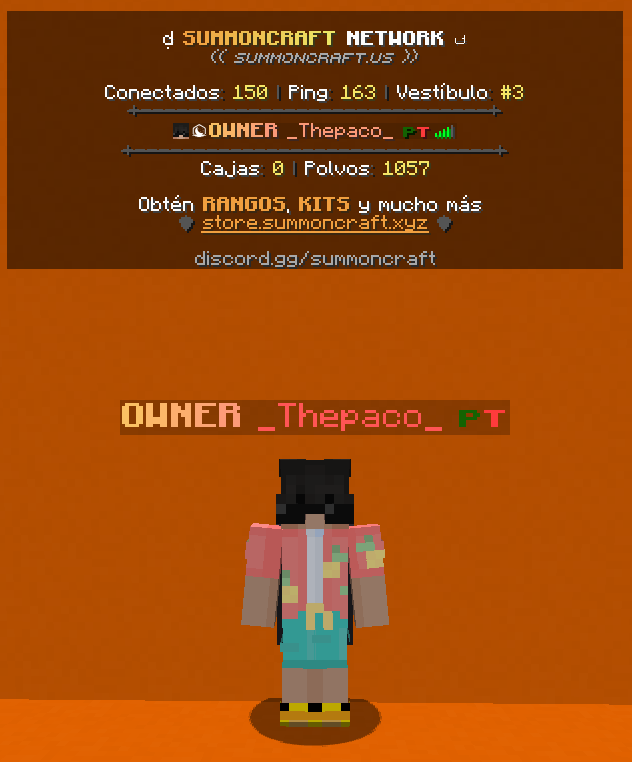 SUMMONCRAFT NETWORK
(( SUMMONCRAFT.US ))
Conectados: 150 | Ping: 163 | Vestíbulo: #3
OWNER _Thepaco_ PT
Cajas: 0 | Polvos: 1057
Obtén RANGOS, KITS y mucho más
store.summoncraft.xyz
discord.gg/summoncraft
OWNER _Thepaco_ PT